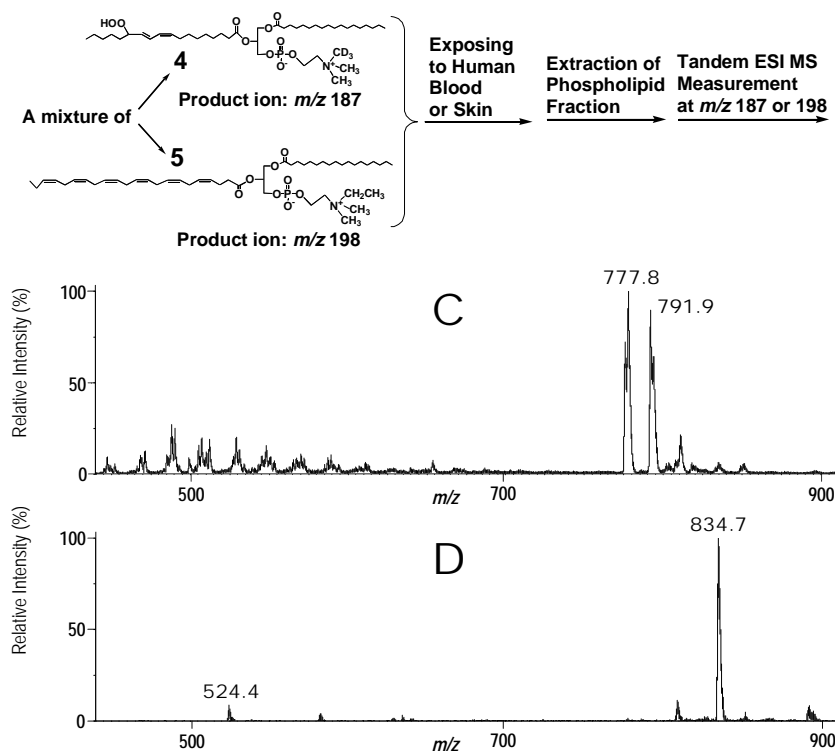 HOO
O
O
O
O
O
P
O
O
O-
N+
CD3
CH3
CH3
4
Product ion: m/z 187
A mixture of
5
O
O
O
O
O
P
O
O
O-
N+
CH2CH3
CH3
CH3
Product ion: m/z 198
Exposing
to Human
Blood
or Skin
Extraction of
Phospholipid
Fraction
Tandem ESI MS
Measurement
at m/z 187 or 198
Relative Intensity (%)
100
50
0
C
777.8
791.9
500
m/z
700
900
Relative Intensity (%)
100
50
0
D
834.7
524.4
500
m/z
700
900